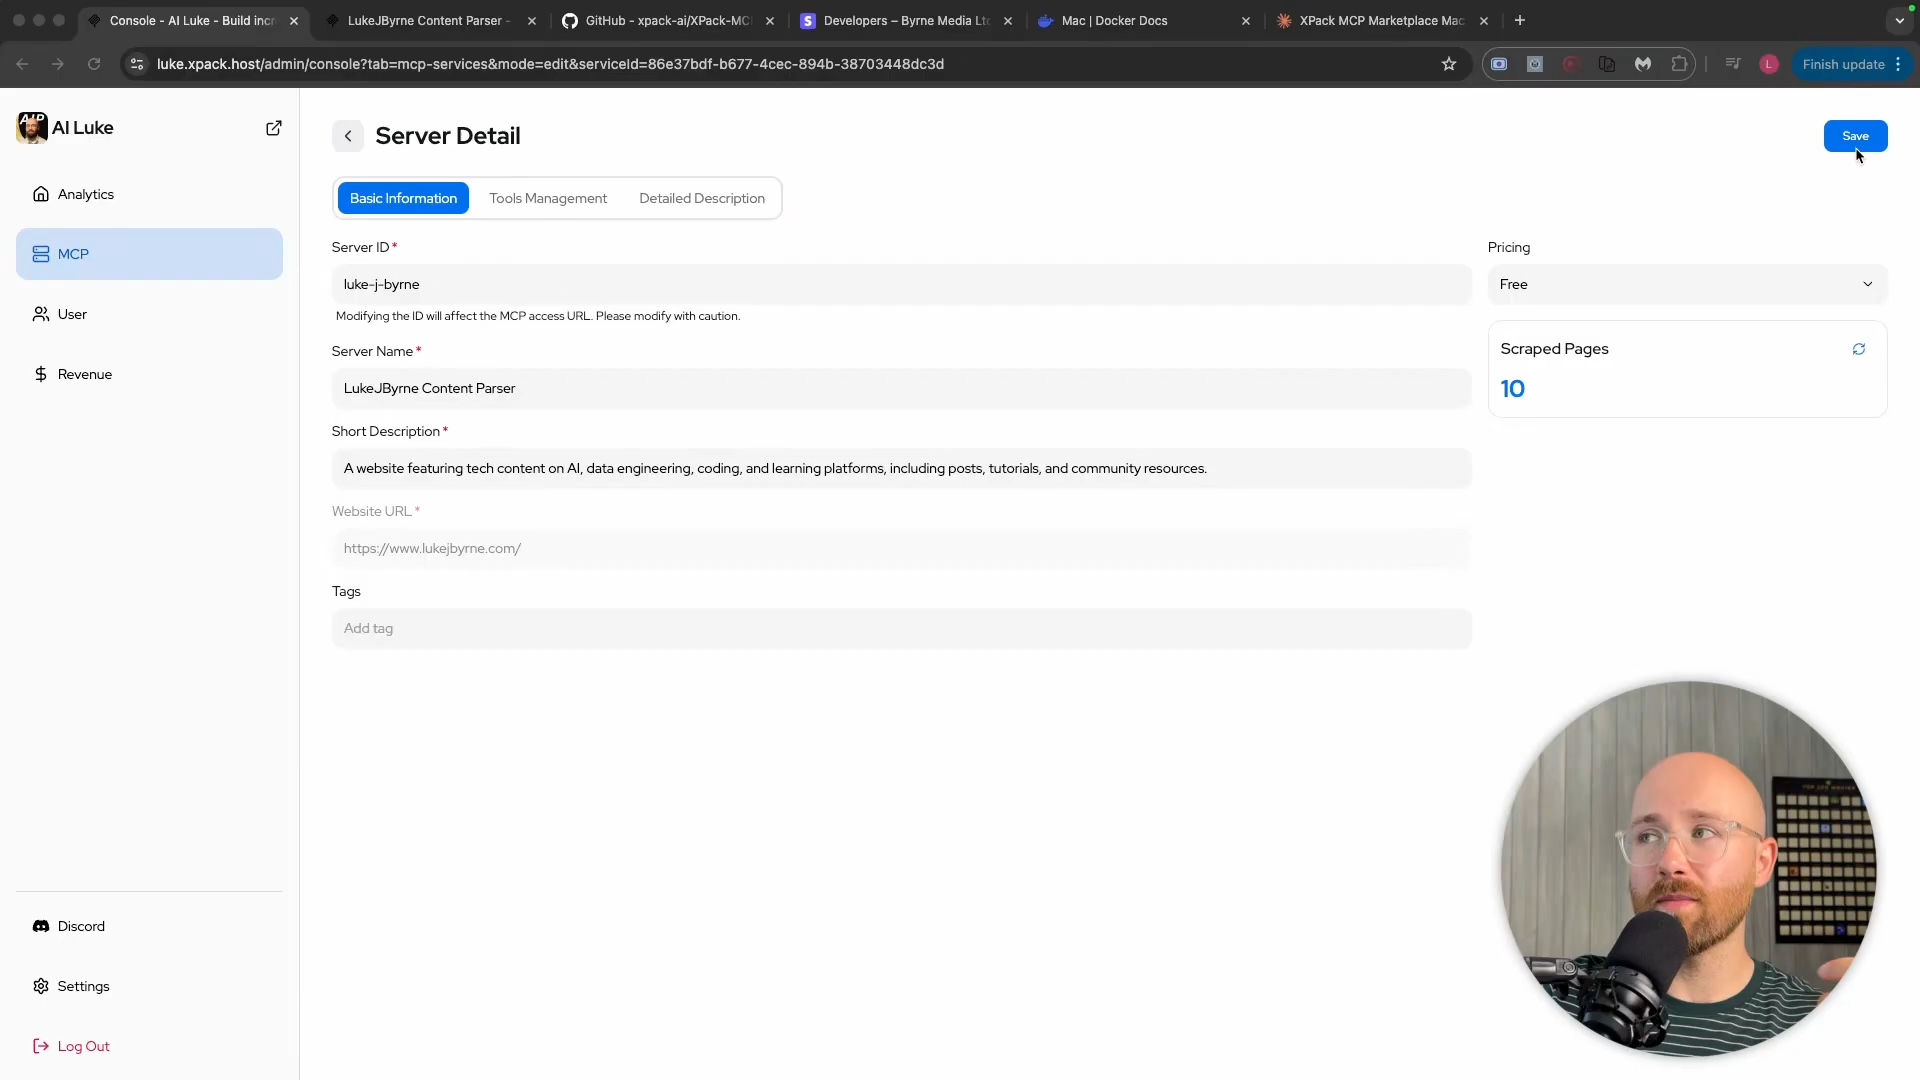 Console - AI Luke - Build incr
LukeJByrne Content Parser -
GitHub - xpack-ai/XPack-MC
S
Developers – Byrne Media Ltd
Mac | Docker Docs
XPack MCP Marketplace Mac
luke.xpack.host/admin/console?tab=mcp-services&mode=edit&serviceId=86e37bdf-b677-4cec-894b-38703448dc3d
L
Finish update
AI Luke
Analytics
MCP
User
Revenue
Discord
Settings
Log Out
Server Detail
Save
Basic Information
Tools Management
Detailed Description
Server ID*
luke-j-byrne
Modifying the ID will affect the MCP access URL. Please modify with caution.
Server Name*
LukeJByrne Content Parser
Short Description*
A website featuring tech content on AI, data engineering, coding, and learning platforms, including posts, tutorials, and community resources.
Website URL*
https://www.lukejbyrne.com/
Tags
Add tag
Pricing
Free
Scraped Pages
10